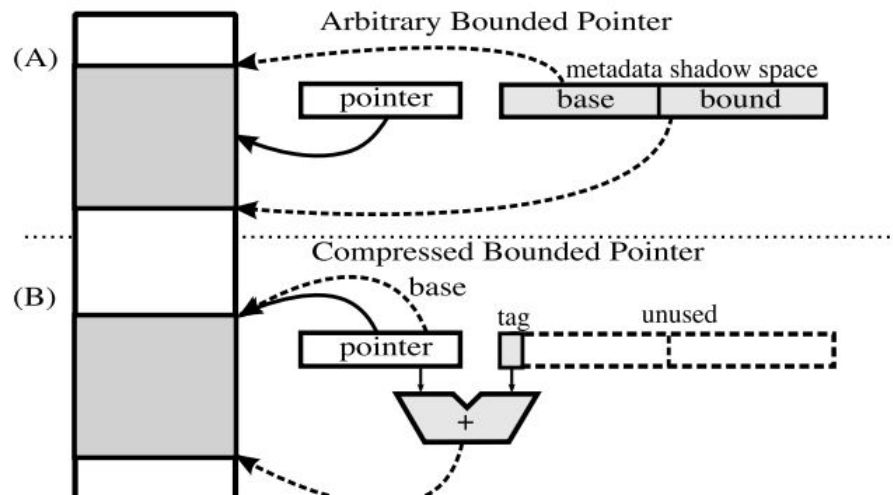 Arbitrary Bounded Pointer
(A)
metadata shadow space
pointer
base
bound
Compressed Bounded Pointer
(B)
base
tag
unused
pointer
+